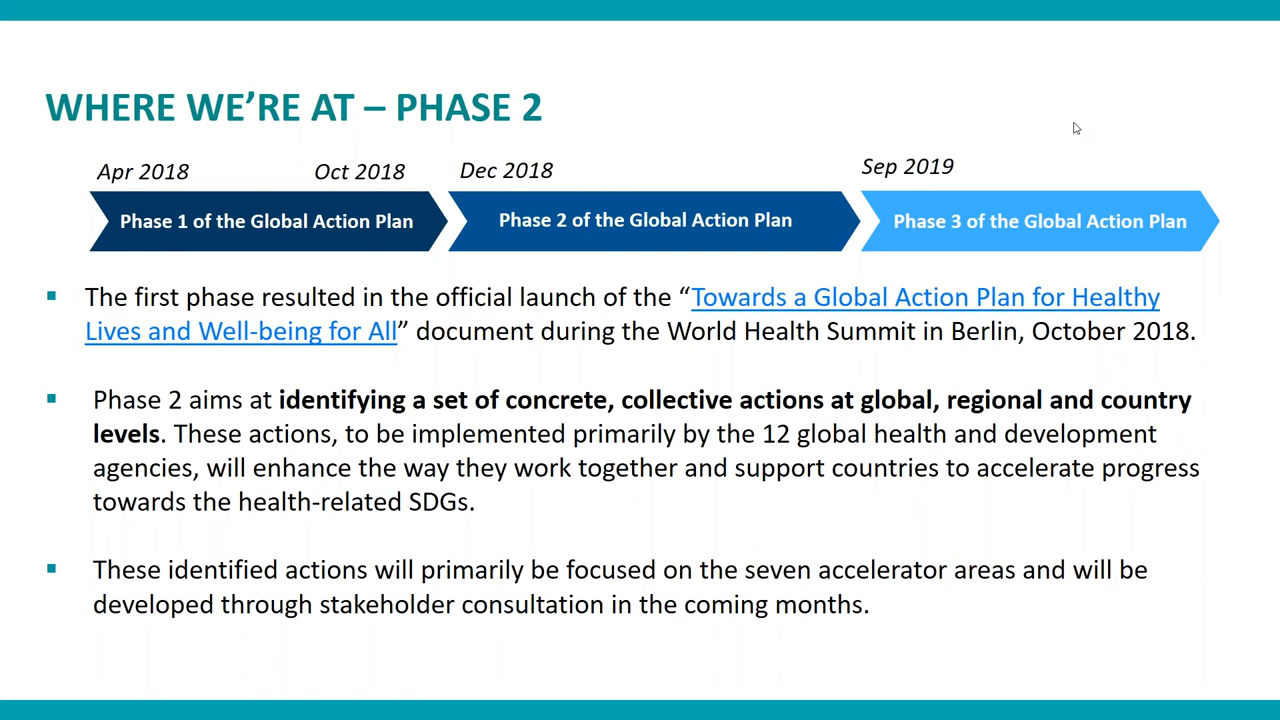 WHERE WE’RE AT – PHASE 2
Apr 2018 Oct 2018 Dec 2018 Sep 2019
Phase 1 of the Global Action Plan Phase 2 of the Global Action Plan Phase 3 of the Global Action Plan
The first phase resulted in the official launch of the “Towards a Global Action Plan for Healthy
Lives and Well-being for All” document during the World Health Summit in Berlin, October 2018.
Phase 2 aims at identifying a set of concrete, collective actions at global, regional and country
levels. These actions, to be implemented primarily by the 12 global health and development
agencies, will enhance the way they work together and support countries to accelerate progress
towards the health-related SDGs.
These identified actions will primarily be focused on the seven accelerator areas and will be
developed through stakeholder consultation in the coming months.